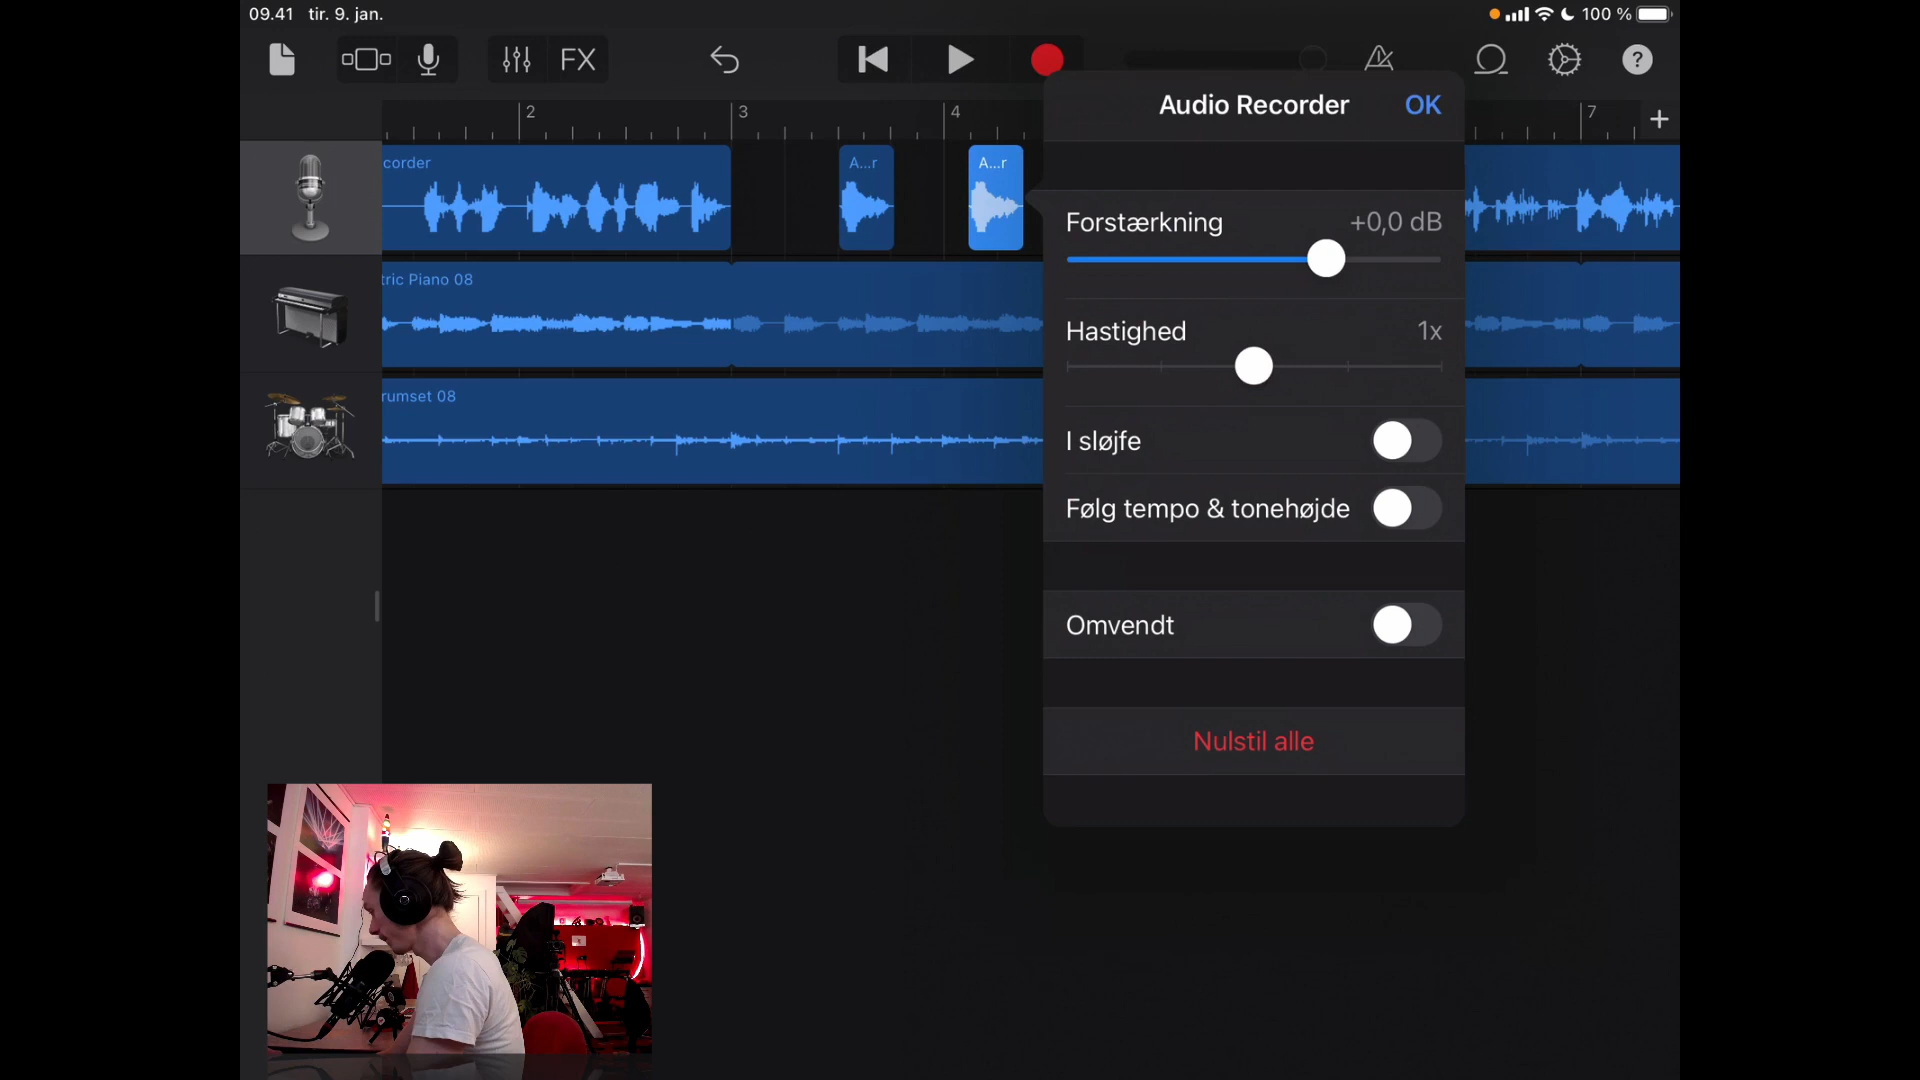 09.41 tir. 9. jan.
100 %
FX
?
2
3
4
7
+
Audio Recorder
OK
corder
A...r
A...r
Forstærkning
+0,0 dB
tric Piano 08
Hastighed
1x
rumset 08
I sløjfe
Følg tempo & tonehøjde
Omvendt
Nulstil alle